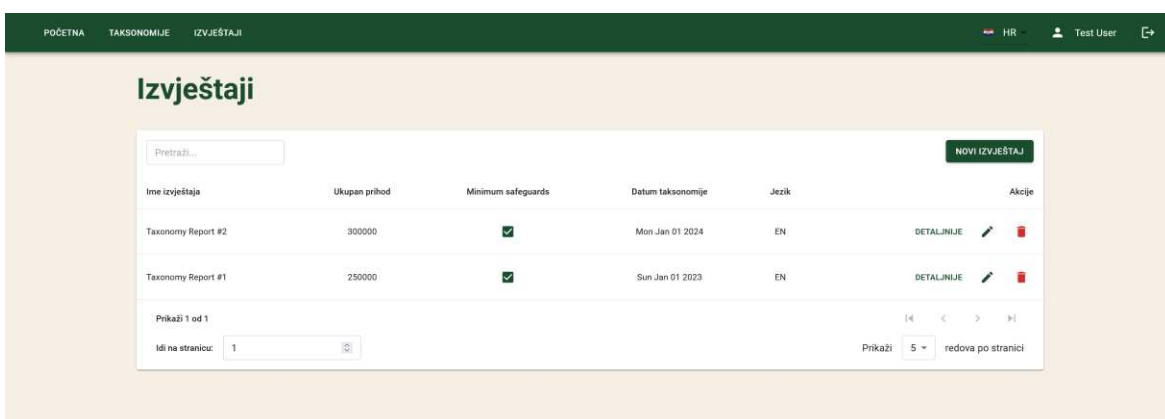 POČETNA TAKSONOMIJE IZVJEŠTAJI HR Test User
Izvještaji
Pretraži... NOVI IZVJEŠTAJ
Ime izvještaja Ukupan prihod Minimum safeguards Datum taksonomije Jezik Akcije
Taxonomy Report #2 300000 Mon Jan 01 2024 EN DETALJNIJE
Taxonomy Report #1 250000 Sun Jan 01 2023 EN DETALJNIJE
Prikaži 1 od 1
Idi na stranicu: 1 Prikaži 5 redova po stranici